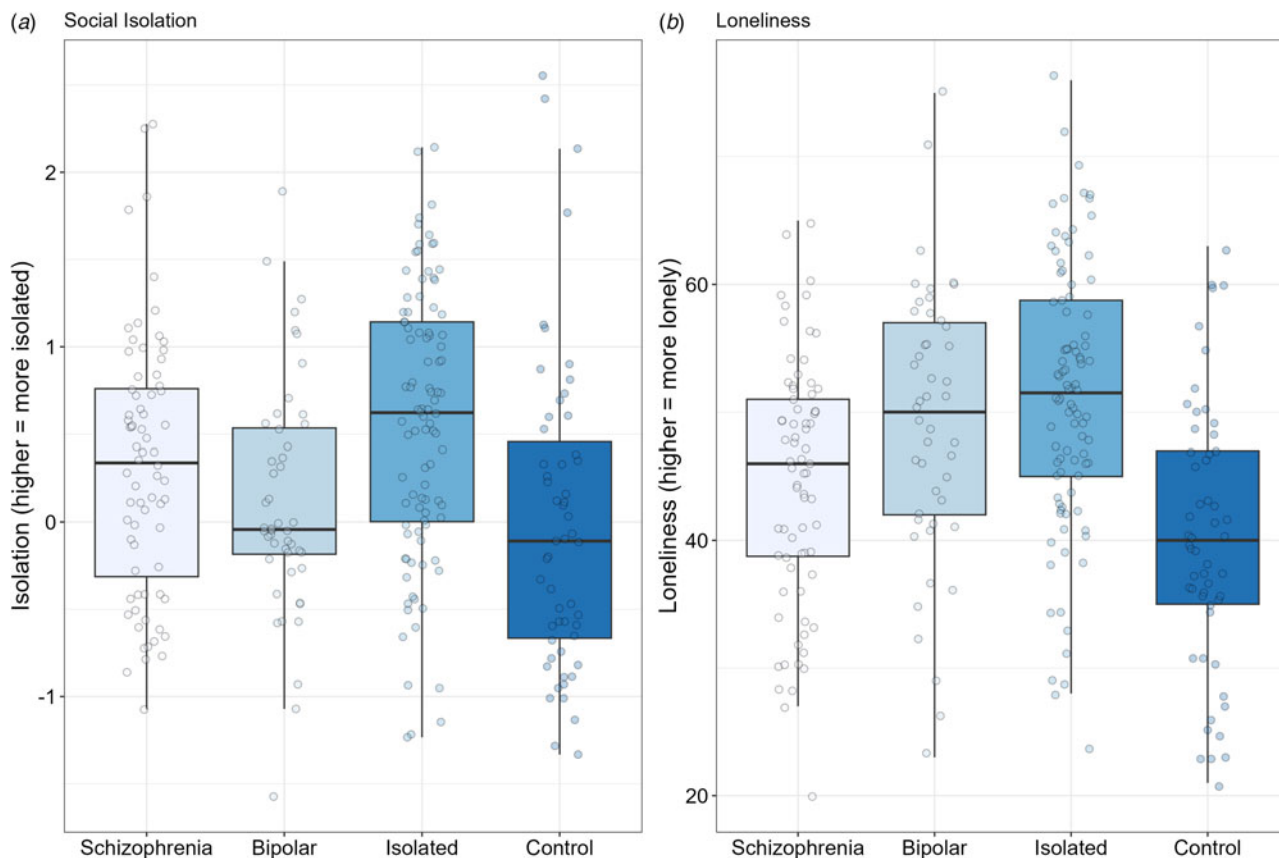 (a) Social Isolation
Isolation (higher = more isolated)
2
1
0
-1
Schizophrenia Bipolar Isolated Control
(b) Loneliness
Loneliness (higher = more lonely)
60
40
20
Schizophrenia Bipolar Isolated Control